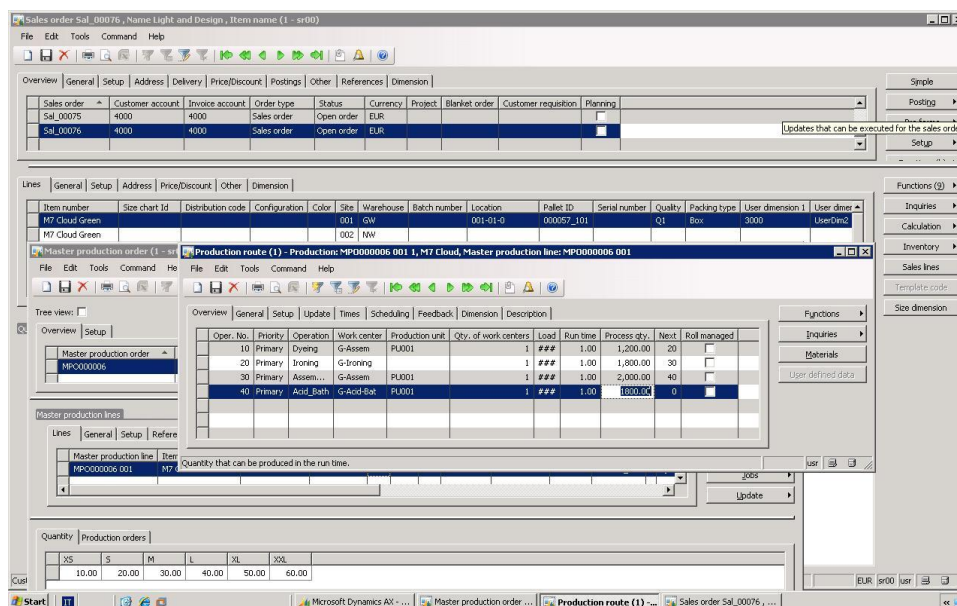 Sales order Sal_00076 , Name Light and Design , Item name (1 - sr00)
File Edit Tools Command Help
Overview General Setup Address Delivery Price/Discount Postings Other References Dimension
Simple
Sales order Customer account Invoice account Order type Status Currency Project Blanket order Customer requisition Planning
Posting
Sal_00075 4000 4000 Sales order Open order EUR
Sal_00076 4000 4000 Sales order Open order EUR
Updates that can be executed for the sales orde
Setup
Lines General Setup Address Price/Discount Other Dimension
Functions (9)
Item number Size chart Id Distribution code Configuration Color Site Warehouse Batch number Location Pallet ID Serial number Quality Packing type User dimension 1 User dimer
Inquiries
M7 Cloud Green 001 GW 001-01-0 000057_101 Q1 Box 3000 UserDim2
Calculation
M7 Cloud Green 002 NW
Inventory
Sales lines
Template code
Size dimension
Master production order (1 - sr
File Edit Tools Command He
Tree view:
Overview Setup
Master production order
MPO000006
Production route (1) - Production: MPO000006 001 1, M7 Cloud, Master production line: MPO000006 001
File Edit Tools Command Help
Overview General Setup Update Times Scheduling Feedback Dimension Description
Functions
Inquiries
Materials
User defined data
Oper. No. Priority Operation Work center Production unit Qty. of work centers Load Run time Process qty. Next Roll managed
10 Primary Dyeing G-Assem PU001 1 ### 1.00 1,200.00 20
20 Primary Ironing G-Ironing 1 ### 1.00 1,800.00 30
30 Primary Assem... G-Assem PU001 1 ### 1.00 2,000.00 40
40 Primary Acid_Bath G-Acid-Bat PU001 1 ### 1.00 1800.00 0
Quantity that can be produced in the run time.
usr
Master production lines
Lines General Setup Refere
Master production line Item
MPO000006 001 M7
Jobs
Update
Quantity Production orders
XS S M L XL XXL
10.00 20.00 30.00 40.00 50.00 60.00
Cust
EUR sr00 usr
Start IT Microsoft Dynamics AX - ... Master production order ... Production route (1) -... Sales order Sal_00076 , ...